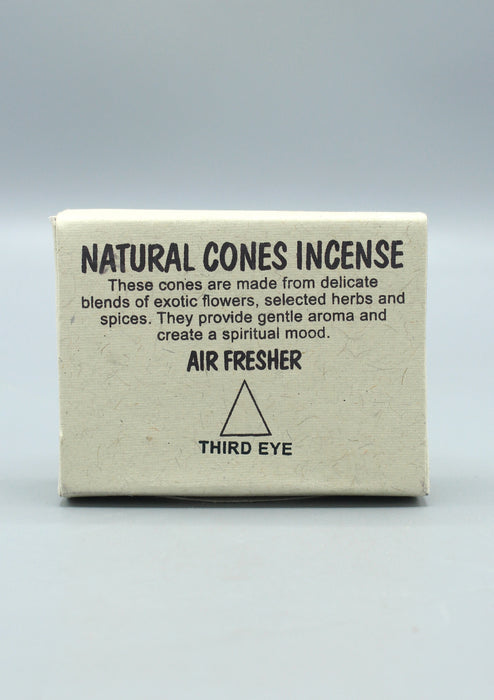 NATURAL CONES INCENSE
These cones are made from delicate
blends of exotic flowers, selected herbs and
spices. They provide gentle aroma and
create a spiritual mood.
AIR FRESHER
THIRD EYE